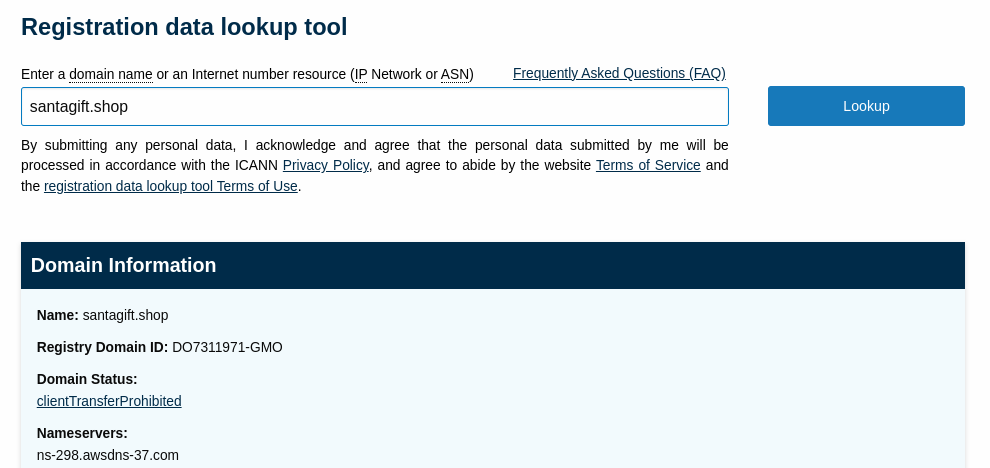 Registration data lookup tool
Enter a domain name or an Internet number resource (IP Network or ASN)
Frequently Asked Questions (FAQ)
santagift.shop
Lookup
By submitting any personal data, I acknowledge and agree that the personal data submitted by me will be
processed in accordance with the ICANN Privacy Policy, and agree to abide by the website Terms of Service and
the registration data lookup tool Terms of Use.
Domain Information
Name: santagift.shop
Registry Domain ID: DO7311971-GMO
Domain Status:
clientTransferProhibited
Nameservers:
ns-298.awsdns-37.com